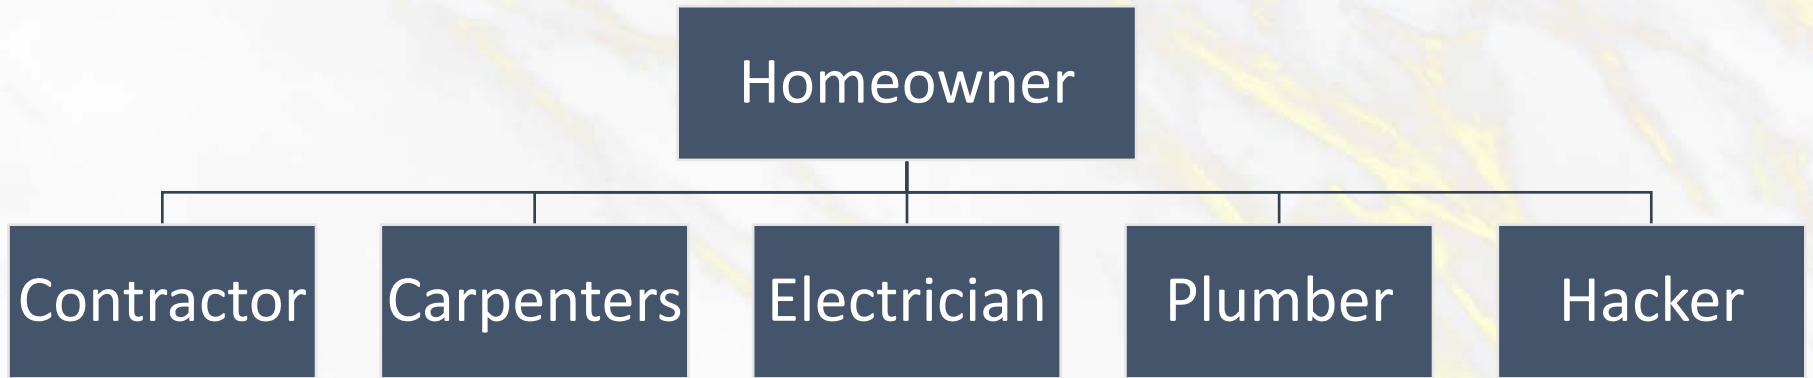 Homeowner
Contractor
Carpenters
Electrician
Plumber
Hacker